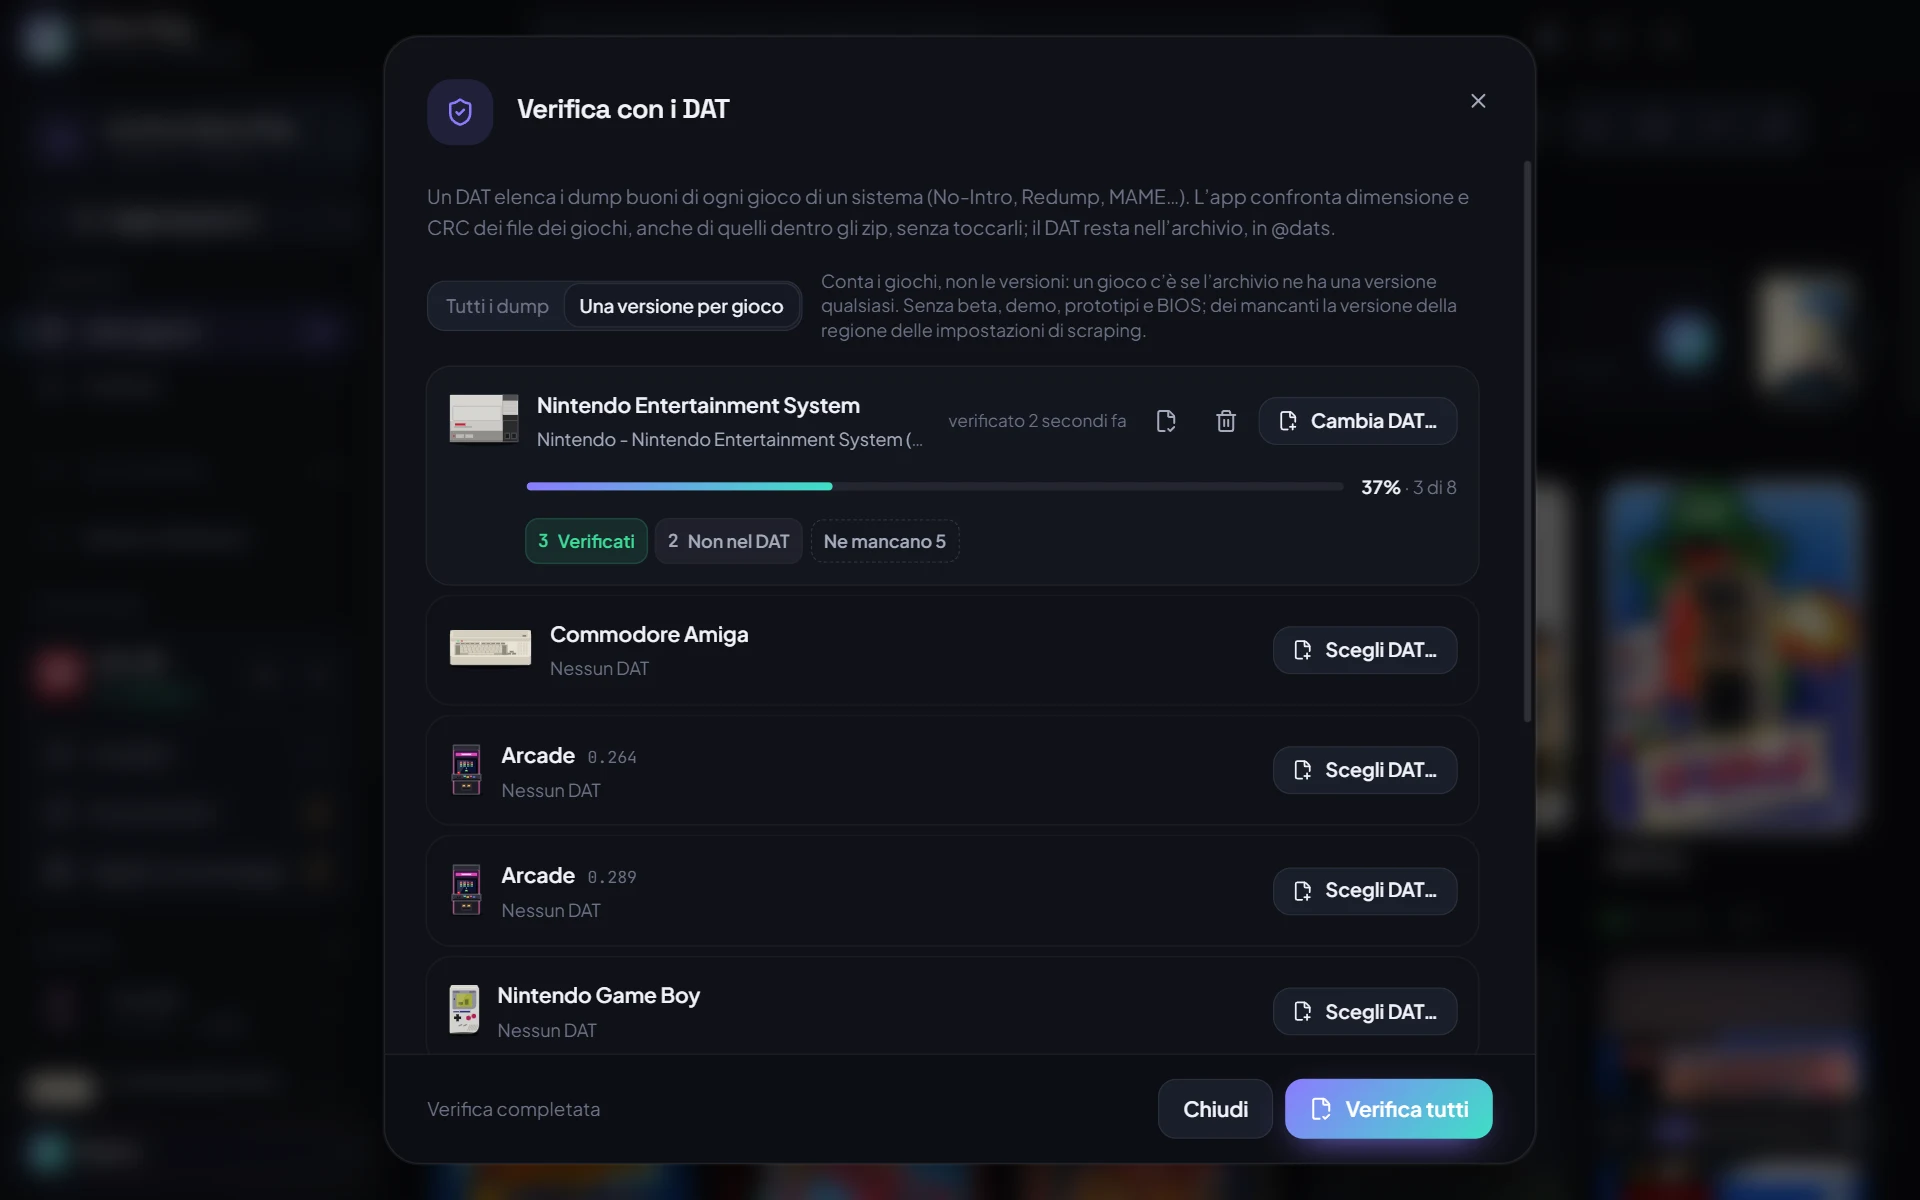 Verifica con i DAT
Un DAT elenca i dump buoni di ogni gioco di un sistema (No-Intro, Redump, MAME…). L'app confronta dimensione e
CRC dei file dei giochi, anche di quelli dentro gli zip, senza toccarli; il DAT resta nell'archivio, in @dats.
Tutti i dump
Una versione per gioco
Conta i giochi, non le versioni: un gioco c'è se l'archivio ne ha una versione
qualsiasi. Senza beta, demo, prototipi e BIOS; dei mancanti la versione della
regione delle impostazioni di scraping.
Nintendo Entertainment System
Nintendo - Nintendo Entertainment System (…
verificato 2 secondi fa
Cambia DAT…
37% · 3 di 8
3 Verificati
2 Non nel DAT
Ne mancano 5
Commodore Amiga
Nessun DAT
Scegli DAT…
Arcade 0.264
Nessun DAT
Scegli DAT…
Arcade 0.289
Nessun DAT
Scegli DAT…
Nintendo Game Boy
Nessun DAT
Scegli DAT…
Verifica completata
Chiudi
Verifica tutti